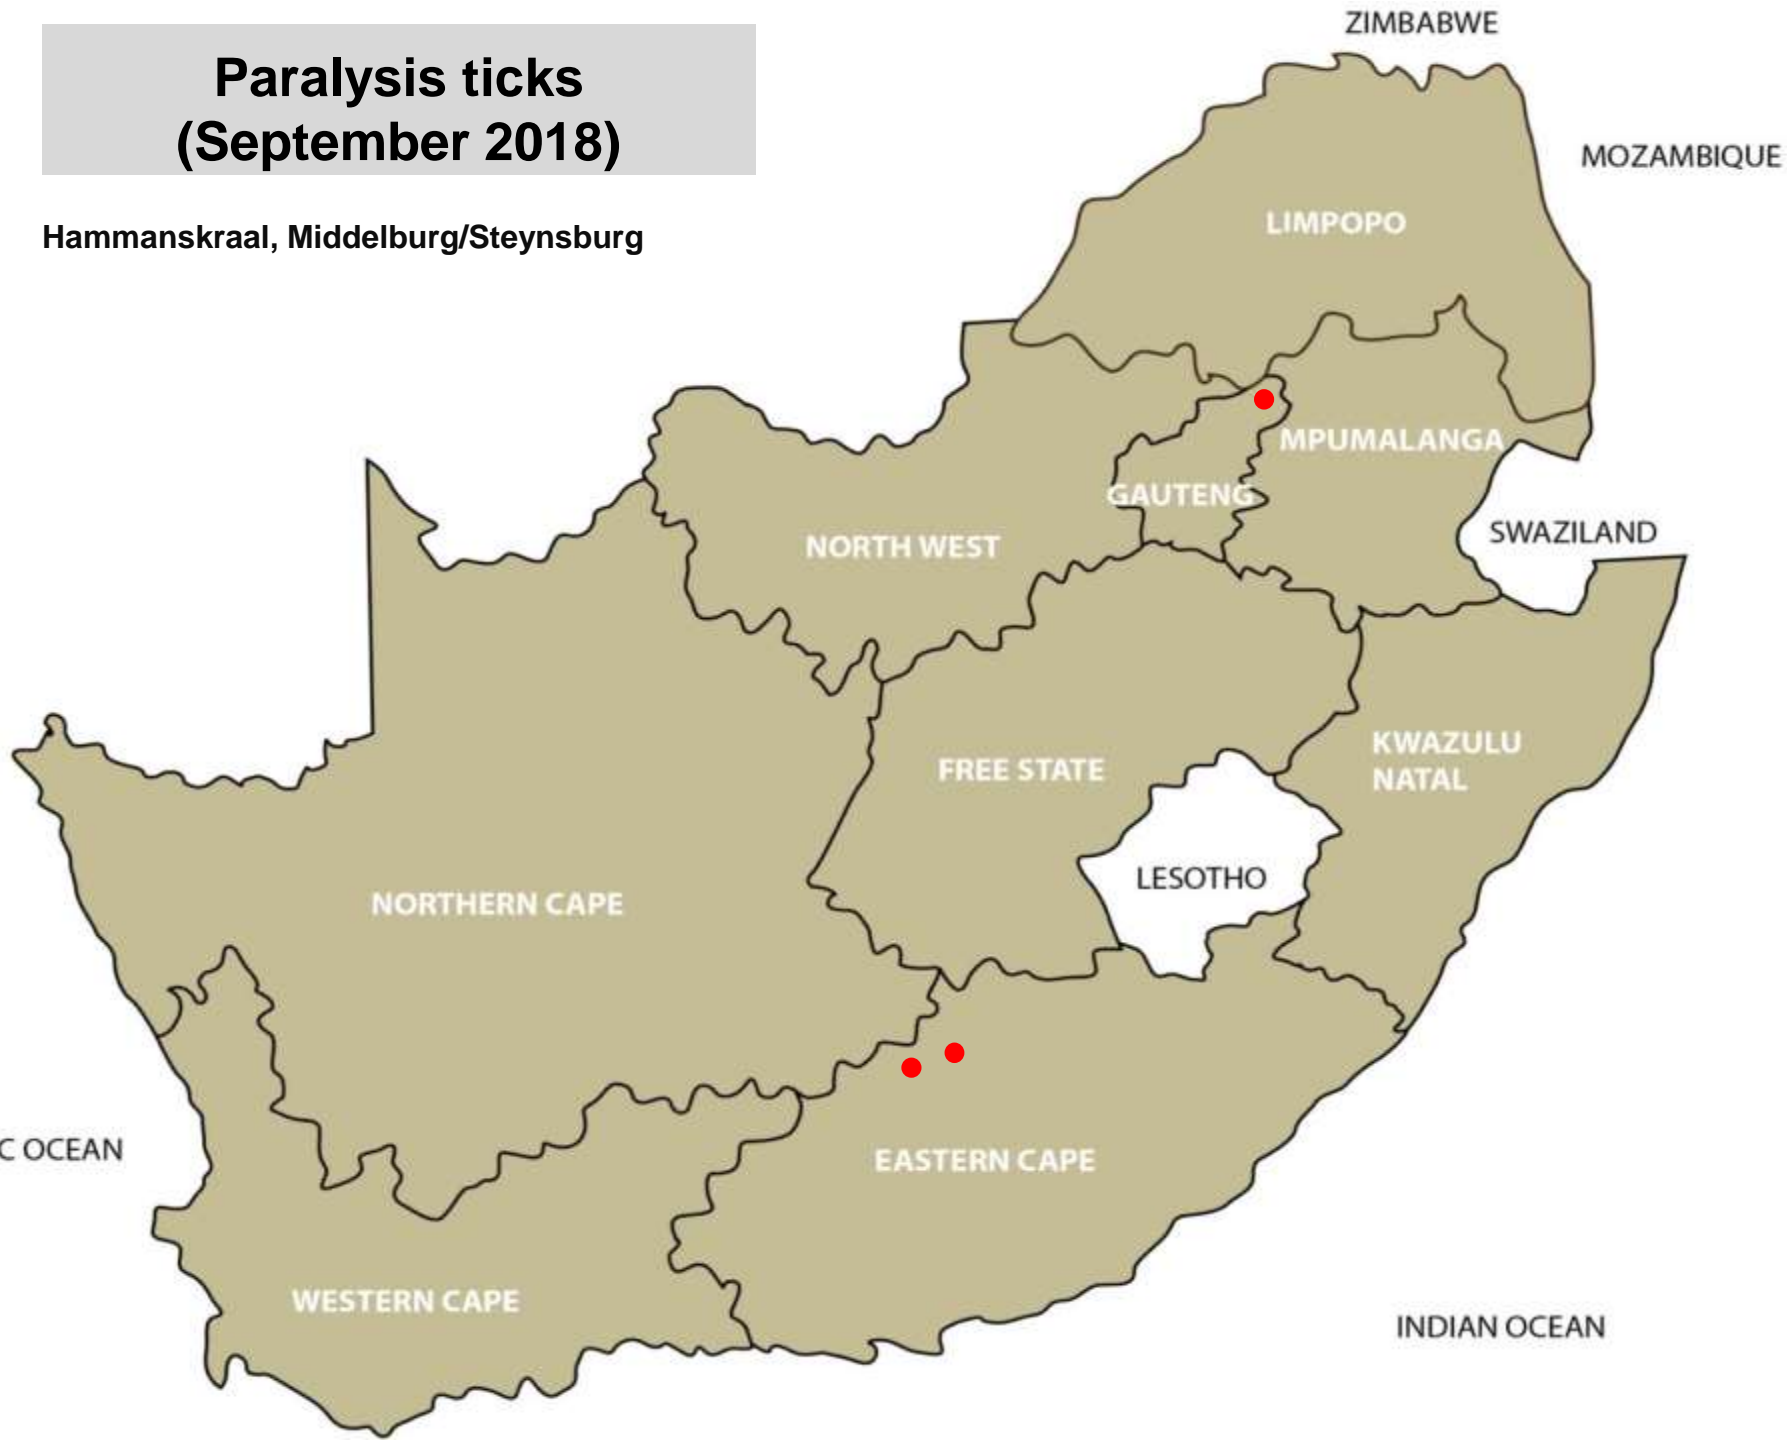 Paralysis ticks
(September 2018)
Hammanskraal, Middelburg/Steynsburg
ZIMBABWE
MOZAMBIQUE
LIMPOPO
MPUMALANGA
GAUTENG
SWAZILAND
NORTH WEST
KWAZULU
NATAL
FREE STATE
LESOTHO
NORTHERN CAPE
C OCEAN
EASTERN CAPE
WESTERN CAPE
INDIAN OCEAN